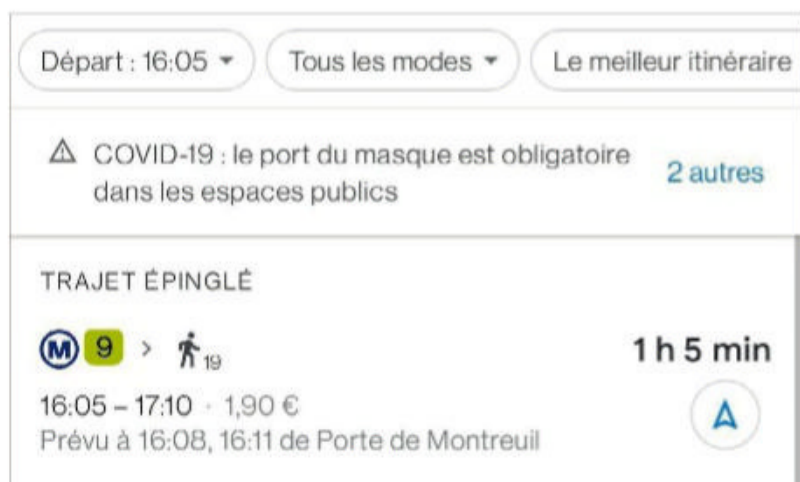 Départ : 16:05 Tous les modes Le meilleur itinéraire
COVID-19 : le port du masque est obligatoire
dans les espaces publics
2 autres
TRAJET ÉPINGLÉ
M 9 > 19
1 h 5 min
16:05 – 17:10 · 1,90 €
Prévu à 16:08, 16:11 de Porte de Montreuil